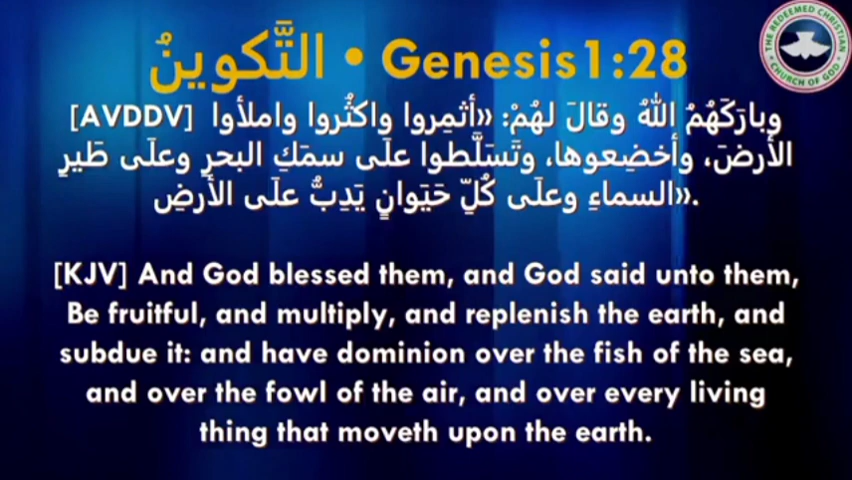 التَّكوينُ • Genesis1:28
THE REDEEMED CHRISTIAN CHURCH OF GOD
[AVDDV] وبارَكَهُمُ اللهُ وقالَ لهُمْ: «أثمِروا واكثُروا واملأوا
الأرضَ، وأخضِعوها، وتَسَلَّطوا علَى سمَكِ البحرِ وعلَى طَيرِ
السماءِ وعلَى كُلِّ حَيَوانٍ يَدِبُّ علَى الأرضِ».
[KJV] And God blessed them, and God said unto them,
Be fruitful, and multiply, and replenish the earth, and
subdue it: and have dominion over the fish of the sea,
and over the fowl of the air, and over every living
thing that moveth upon the earth.